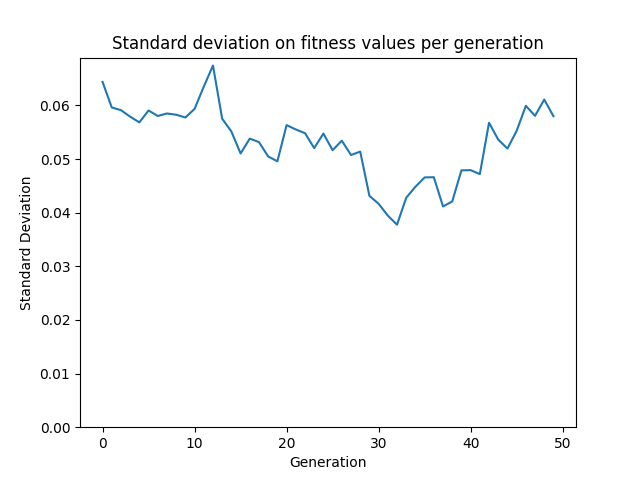 Standard deviation on fitness values per generation
0.06
0.05
0.04
0.03
0.02
0.01
0.00
Standard Deviation
0 10 20 30 40 50
Generation